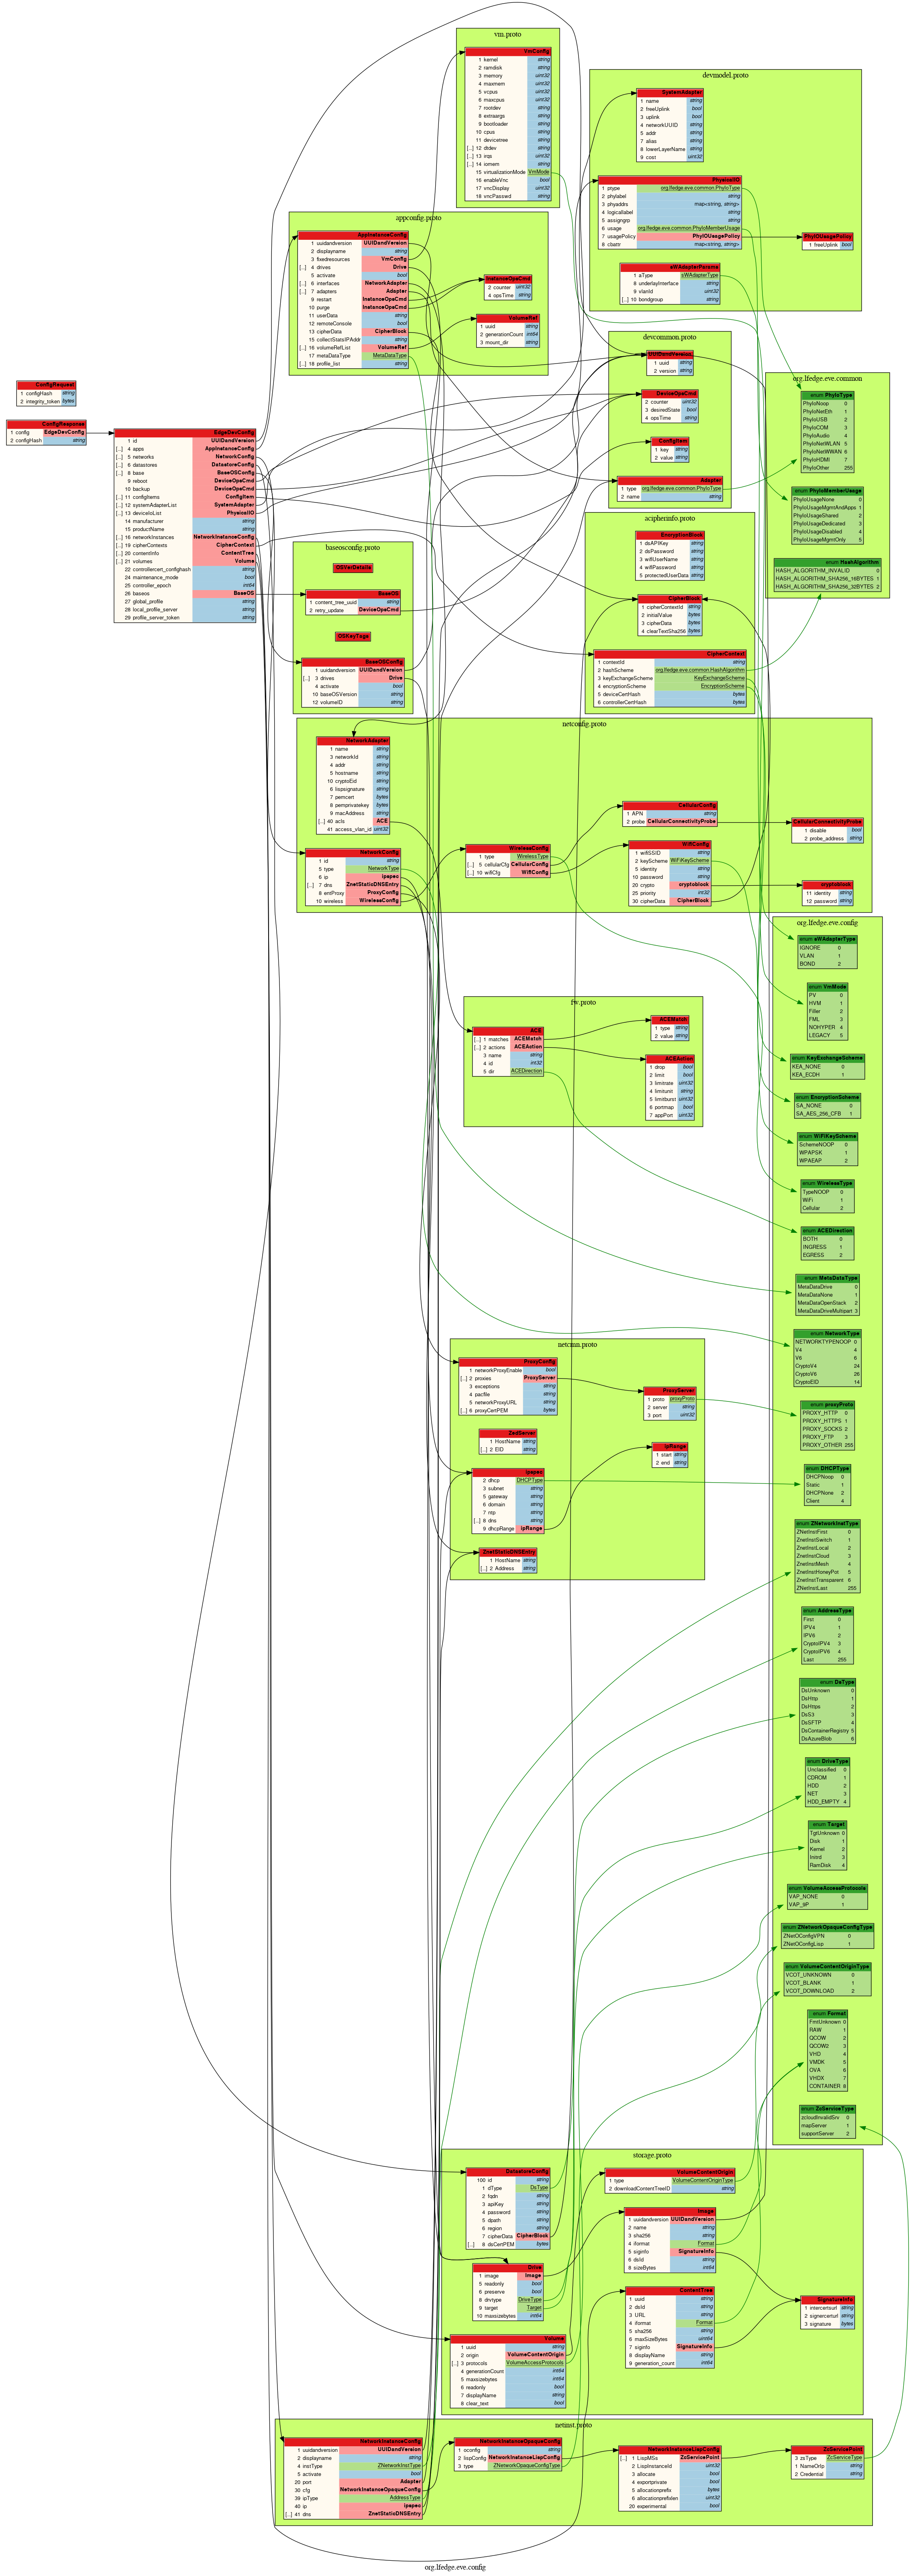 vm.proto
VmConfig
1 kernel string
2 ramdisk string
3 memory uint32
4 maxmem uint32
5 vcpus uint32
6 maxcpus uint32
7 rootdev string
8 extraargs string
9 bootloader string
10 cpus string
11 devicetree string
[...] 12 dtdev string
[...] 13 irqs uint32
[...] 14 iomem string
15 virtualizationMode VmMode
16 enableVnc bool
17 vncDisplay uint32
18 vncPasswd string
devmodel.proto
SystemAdapter
1 name string
2 freeUplink bool
3 uplink bool
4 networkUUID string
5 addr string
7 alias string
8 lowerLayerName string
9 cost uint32
PhysicalIO
1 ptype org.lfedge.eve.common.PhyIoType
2 phylabel string
3 phyaddrs map<string, string>
4 logicallabel string
5 assigngrp string
6 usage org.lfedge.eve.common.PhyIoMemberUsage
7 usagePolicy PhyIOUsagePolicy
8 cbattr map<string, string>
PhyIOUsagePolicy
1 freeUplink bool
sWAdapterParams
1 aType sWAdapterType
8 underlayInterface string
9 vlanId uint32
[...] 10 bondgroup string
appconfig.proto
AppInstanceConfig
1 uuidandversion UUIDandVersion
2 displayname string
3 fixedresources VmConfig
[...] 4 drives Drive
5 activate bool
[...] 6 interfaces NetworkAdapter
[...] 7 adapters Adapter
9 restart InstanceOpsCmd
10 purge InstanceOpsCmd
11 userData string
12 remoteConsole bool
13 cipherData CipherBlock
15 collectStatsIPAddr string
[...] 16 volumeRefList VolumeRef
17 metaDataType MetaDataType
[...] 18 profile_list string
InstanceOpsCmd
2 counter uint32
4 opsTime string
VolumeRef
1 uuid string
2 generationCount int64
3 mount_dir string
devcommon.proto
UUIDandVersion
1 uuid string
2 version string
DeviceOpsCmd
2 counter uint32
3 desiredState bool
4 opsTime string
ConfigItem
1 key string
2 value string
Adapter
1 type org.lfedge.eve.common.PhyIoType
2 name string
org.lfedge.eve.common
enum PhyIoType
PhyIoNoop 0
PhyIoNetEth 1
PhyIoUSB 2
PhyIoCOM 3
PhyIoAudio 4
PhyIoNetWLAN 5
PhyIoNetWWAN 6
PhyIoHDMI 7
PhyIoOther 255
enum PhyIoMemberUsage
PhyIoUsageNone 0
PhyIoUsageMgmtAndApps 1
PhyIoUsageShared 2
PhyIoUsageDedicated 3
PhyIoUsageDisabled 4
PhyIoUsageMgmtOnly 5
enum HashAlgorithm
HASH_ALGORITHM_INVALID 0
HASH_ALGORITHM_SHA256_16BYTES 1
HASH_ALGORITHM_SHA256_32BYTES 2
ConfigRequest
1 configHash string
2 integrity_token bytes
ConfigResponse
1 config EdgeDevConfig
2 configHash string
EdgeDevConfig
1 id UUIDandVersion
[...] 4 apps AppInstanceConfig
[...] 5 networks NetworkConfig
[...] 6 datastores DatastoreConfig
[...] 8 base BaseOSConfig
9 reboot DeviceOpsCmd
10 backup DeviceOpsCmd
[...] 11 configItems ConfigItem
[...] 12 systemAdapterList SystemAdapter
[...] 13 deviceIoList PhysicalIO
14 manufacturer string
15 productName string
[...] 16 networkInstances NetworkInstanceConfig
[...] 19 cipherContexts CipherContext
[...] 20 contentInfo ContentTree
[...] 21 volumes Volume
22 controllercert_confighash string
24 maintenance_mode bool
25 controller_epoch int64
26 baseos BaseOS
27 global_profile string
28 local_profile_server string
29 profile_server_token string
acipherinfo.proto
EncryptionBlock
1 dsAPIKey string
2 dsPassword string
3 wifiUserName string
4 wifiPassword string
5 protectedUserData string
CipherBlock
1 cipherContextId string
2 initialValue bytes
3 cipherData bytes
4 clearTextSha256 bytes
CipherContext
1 contextId string
2 hashScheme org.lfedge.eve.common.HashAlgorithm
3 keyExchangeScheme KeyExchangeScheme
4 encryptionScheme EncryptionScheme
5 deviceCertHash bytes
6 controllerCertHash bytes
baseosconfig.proto
OSVerDetails
BaseOS
1 content_tree_uuid string
2 retry_update DeviceOpsCmd
OSKeyTags
BaseOSConfig
1 uuidandversion UUIDandVersion
[...] 3 drives Drive
4 activate bool
10 baseOSVersion string
12 volumeID string
netconfig.proto
NetworkAdapter
1 name string
3 networkId string
4 addr string
5 hostname string
10 cryptoEid string
6 lispsignature string
7 pemcert bytes
8 pemprivatekey bytes
9 macAddress string
[...] 40 acls ACE
41 access_vlan_id uint32
NetworkConfig
1 id string
5 type NetworkType
6 ip ipspec
[...] 7 dns ZnetStaticDNSEntry
8 entProxy ProxyConfig
10 wireless WirelessConfig
WirelessConfig
1 type WirelessType
[...] 5 cellularCfg CellularConfig
[...] 10 wifiCfg WifiConfig
CellularConfig
1 APN string
2 probe CellularConnectivityProbe
WifiConfig
1 wifiSSID string
2 keyScheme WiFiKeyScheme
5 identity string
10 password string
20 crypto cryptoblock
25 priority int32
30 cipherData CipherBlock
CellularConnectivityProbe
1 disable bool
2 probe_address string
cryptoblock
11 identity string
12 password string
org.lfedge.eve.config
enum sWAdapterType
IGNORE 0
VLAN 1
BOND 2
enum VmMode
PV 0
HVM 1
Filler 2
FML 3
NOHYPER 4
LEGACY 5
enum KeyExchangeScheme
KEA_NONE 0
KEA_ECDH 1
enum EncryptionScheme
SA_NONE 0
SA_AES_256_CFB 1
enum WiFiKeyScheme
SchemeNOOP 0
WPAPSK 1
WPAEAP 2
enum WirelessType
TypeNOOP 0
WiFi 1
Cellular 2
enum ACEDirection
BOTH 0
INGRESS 1
EGRESS 2
enum MetaDataType
MetaDataDrive 0
MetaDataNone 1
MetaDataOpenStack 2
MetaDataDriveMultipart 3
enum NetworkType
NETWORKTYPENOOP 0
V4 4
V6 6
CryptoV4 24
CryptoV6 26
CryptoEID 14
enum proxyProto
PROXY_HTTP 0
PROXY_HTTPS 1
PROXY_SOCKS 2
PROXY_FTP 3
PROXY_OTHER 255
enum DHCPType
DHCPNoop 0
Static 1
DHCPNone 2
Client 4
enum ZNetworkInstType
ZNetInstFirst 0
ZnetInstSwitch 1
ZnetInstLocal 2
ZnetInstCloud 3
ZnetInstMesh 4
ZnetInstHoneyPot 5
ZnetInstTransparent 6
ZNetInstLast 255
enum AddressType
First 0
IPV4 1
IPV6 2
CryptoIPV4 3
CryptoIPV6 4
Last 255
enum DsType
DsUnknown 0
DsHttp 1
DsHttps 2
DsS3 3
DsSFTP 4
DsContainerRegistry 5
DsAzureBlob 6
enum DriveType
Unclassified 0
CDROM 1
HDD 2
NET 3
HDD_EMPTY 4
enum Target
TgtUnknown 0
Disk 1
Kernel 2
Initrd 3
RamDisk 4
enum VolumeAccessProtocols
VAP_NONE 0
VAP_9P 1
enum ZNetworkOpaqueConfigType
ZNetOConfigVPN 0
ZNetOConfigLisp 1
enum VolumeContentOriginType
VCOT_UNKNOWN 0
VCOT_BLANK 1
VCOT_DOWNLOAD 2
enum Format
FmtUnknown 0
RAW 1
QCOW 2
QCOW2 3
VHD 4
VMDK 5
OVA 6
VHDX 7
CONTAINER 8
enum ZcServiceType
zcloudInvalidSrv 0
mapServer 1
supportServer 2
fw.proto
ACE
[...] 1 matches ACEMatch
[...] 2 actions ACEAction
3 name string
4 id int32
5 dir ACEDirection
ACEMatch
1 type string
2 value string
ACEAction
1 drop bool
2 limit bool
3 limitrate uint32
4 limitunit string
5 limitburst uint32
6 portmap bool
7 appPort uint32
netcmn.proto
ProxyConfig
1 networkProxyEnable bool
[...] 2 proxies ProxyServer
3 exceptions string
4 pacfile string
5 networkProxyURL string
[...] 6 proxyCertPEM bytes
ProxyServer
1 proto proxyProto
2 server string
3 port uint32
ZedServer
1 HostName string
[...] 2 EID string
ipRange
1 start string
2 end string
ipspec
2 dhcp DHCPType
3 subnet string
5 gateway string
6 domain string
7 ntp string
[...] 8 dns string
9 dhcpRange ipRange
ZnetStaticDNSEntry
1 HostName string
[...] 2 Address string
storage.proto
DatastoreConfig
100 id string
1 dType DsType
2 fqdn string
3 apiKey string
4 password string
5 dpath string
6 region string
7 cipherData CipherBlock
[...] 8 dsCertPEM bytes
VolumeContentOrigin
1 type VolumeContentOriginType
2 downloadContentTreeID string
Image
1 uuidandversion UUIDandVersion
2 name string
3 sha256 string
4 iformat Format
5 siginfo SignatureInfo
6 dsId string
8 sizeBytes int64
Drive
1 image Image
5 readonly bool
6 preserve bool
8 drvtype DriveType
9 target Target
10 maxsizebytes int64
ContentTree
1 uuid string
2 dsId string
3 URL string
4 iformat Format
5 sha256 string
6 maxSizeBytes uint64
7 siginfo SignatureInfo
8 displayName string
9 generation_count int64
SignatureInfo
1 intercertsurl string
2 signercerturl string
3 signature bytes
Volume
1 uuid string
2 origin VolumeContentOrigin
[...] 3 protocols VolumeAccessProtocols
4 generationCount int64
5 maxsizebytes int64
6 readonly bool
7 displayName string
8 clear_text bool
netinst.proto
NetworkInstanceConfig
1 uuidandversion UUIDandVersion
2 displayname string
4 instType ZNetworkInstType
5 activate bool
20 port Adapter
30 cfg NetworkInstanceOpaqueConfig
39 ipType AddressType
40 ip ipspec
[...] 41 dns ZnetStaticDNSEntry
NetworkInstanceOpaqueConfig
1 oconfig string
2 lispConfig NetworkInstanceLispConfig
3 type ZNetworkOpaqueConfigType
NetworkInstanceLispConfig
[...] 1 LispMSs ZcServicePoint
2 LispInstanceId uint32
3 allocate bool
4 exportprivate bool
5 allocationprefix bytes
6 allocationprefixlen uint32
20 experimental bool
ZcServicePoint
3 zsType ZcServiceType
1 NameOrIp string
2 Credential string
org.lfedge.eve.config